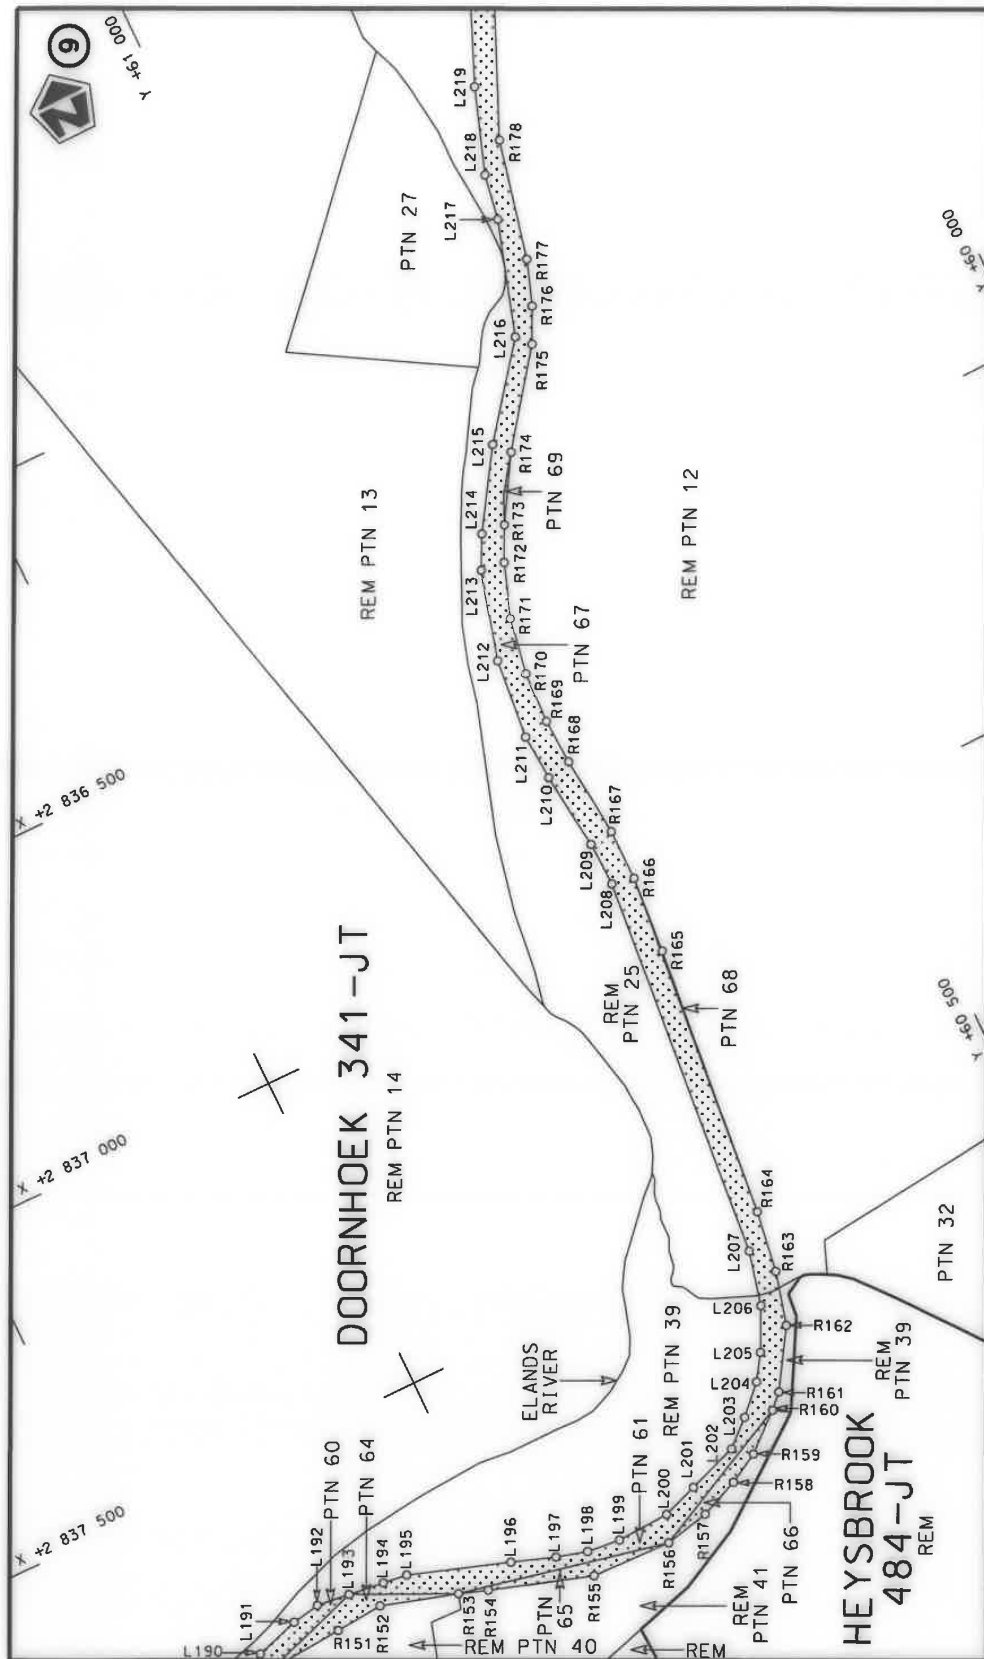 9
Y +61 000
L219
L218
R178
L217
PTN 27
R177
R176
L216
R175
L215
R174
PTN 69
REM PTN 13
L214
R173
R172
REM PTN 12
L213
R171
L212
PTN 67
R170
R169
L211
R168
L210
R167
L209
R166
L208
R165
REM
PTN 25
PTN 68
X +2 836 500
Y +60 000
Y +60 500
DOORNHOEK 341-JT
REM PTN 14
X +2 837 000
R164
L207
R163
PTN 32
L206
R162
REM PTN 39
L205
REM
PTN 39
L204
R161
R160
ELANDS
RIVER
L203
L202
R159
L201
R158
PTN 61
L200
R157
PTN 66
HEYSBROOK
484-JT
REM
L199
R156
L198
R155
L197
PTN
65
L196
REM
PTN 41
R154
R153
L195
L194
PTN 64
L193
PTN 60
L192
R152
R151
L191
L190
REM PTN 40
REM
X +2 837 500